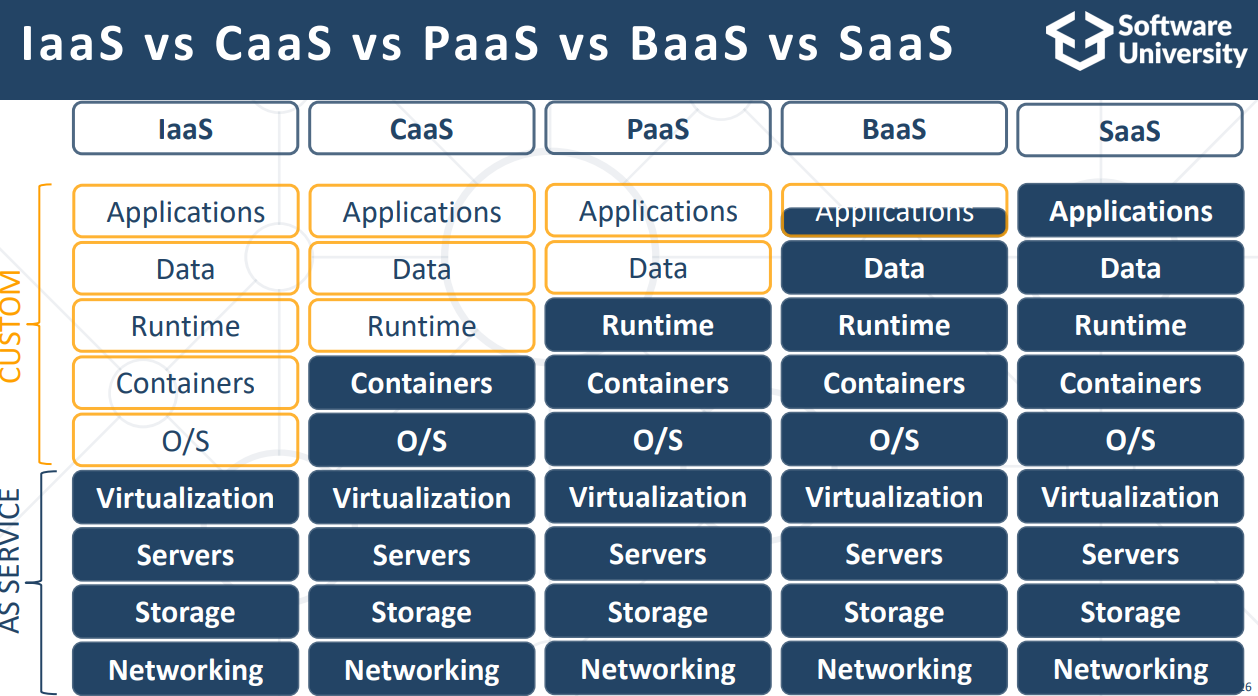 IaaS vs CaaS vs PaaS vs BaaS vs SaaS
Software
University
IaaS CaaS PaaS BaaS SaaS
CUSTOM
Applications Applications Applications Applications Applications
Data Data Data Data Data
Runtime Runtime Runtime Runtime Runtime
Containers Containers Containers Containers Containers
O/S O/S O/S O/S O/S
AS SERVICE
Virtualization Virtualization Virtualization Virtualization Virtualization
Servers Servers Servers Servers Servers
Storage Storage Storage Storage Storage
Networking Networking Networking Networking Networking